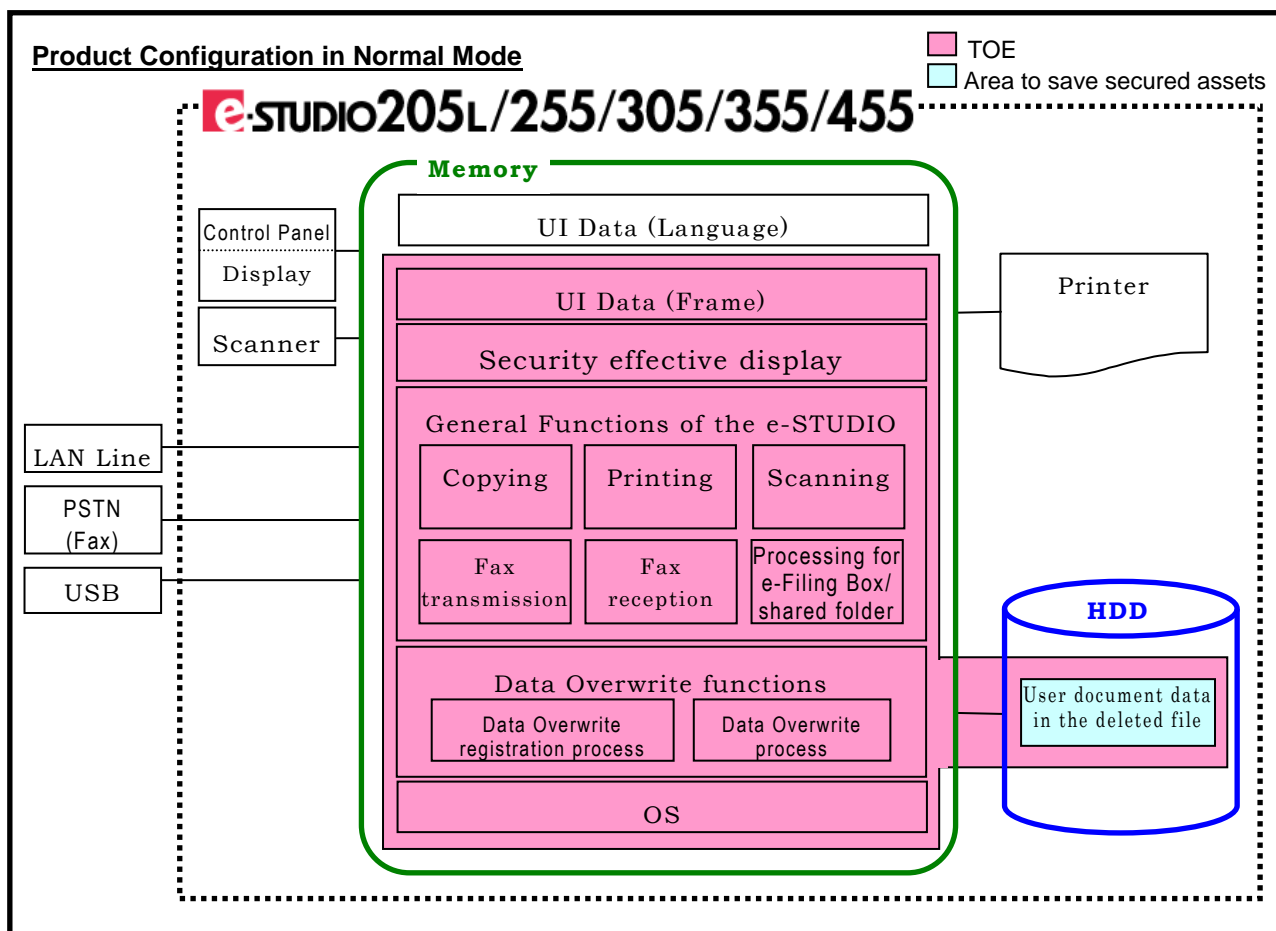 Product Configuration in Normal Mode
TOE
Area to save secured assets
e-STUDIO205L/255/305/355/455
Memory
UI Data (Language)
Control Panel
Display
Scanner
UI Data (Frame)
Security effective display
Printer
General Functions of the e-STUDIO
Copying
Printing
Scanning
LAN Line
PSTN
(Fax)
USB
Fax
transmission
Fax
reception
Processing for
e-Filing Box/
shared folder
HDD
User document data
in the deleted file
Data Overwrite functions
Data Overwrite
registration process
Data Overwrite
process
OS